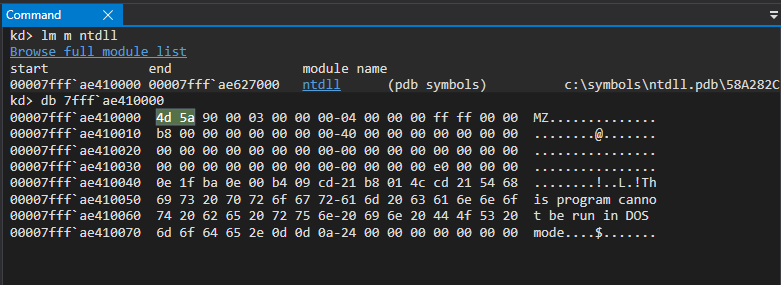 Command
kd> lm m ntdll
Browse full module list
start end module name
00007fff`ae410000 00007fff`ae627000 ntdll (pdb symbols) c:\symbols\ntdll.pdb\58A282C
kd> db 7fff`ae410000
00007fff`ae410000 4d 5a 90 00 03 00 00 00-04 00 00 00 ff ff 00 00 MZ..............
00007fff`ae410010 b8 00 00 00 00 00 00 00-40 00 00 00 00 00 00 00 ........@.......
00007fff`ae410020 00 00 00 00 00 00 00 00-00 00 00 00 00 00 00 00 ................
00007fff`ae410030 00 00 00 00 00 00 00 00-00 00 00 00 e0 00 00 00 ................
00007fff`ae410040 0e 1f ba 0e 00 b4 09 cd-21 b8 01 4c cd 21 54 68 ........!..L.!Th
00007fff`ae410050 69 73 20 70 72 6f 67 72-61 6d 20 63 61 6e 6e 6f is program canno
00007fff`ae410060 74 20 62 65 20 72 75 6e-20 69 6e 20 44 4f 53 20 t be run in DOS
00007fff`ae410070 6d 6f 64 65 2e 0d 0d 0a-24 00 00 00 00 00 00 00 mode....$.......